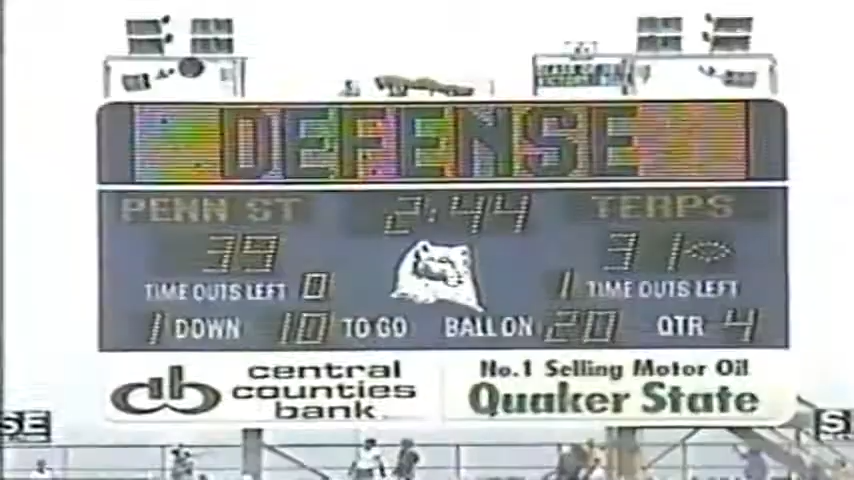 DEFENSE
PENN ST 2:44 TERPS
39 31
TIME OUTS LEFT 0 1 TIME OUTS LEFT
1 DOWN 10 TO GO BALL ON 20 QTR 4
central
counties
bank
No.1 Selling Motor Oil
Quaker State
SE
S